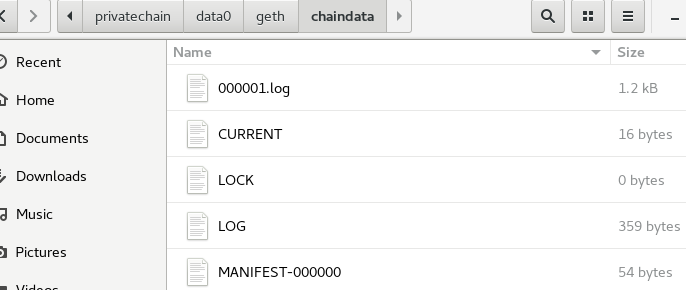 privatechain data0 geth chaindata
Name Size
Recent
000001.log 1.2 kB
Home
CURRENT 16 bytes
Documents
Downloads
LOCK 0 bytes
Music
LOG 359 bytes
Pictures
MANIFEST-000000 54 bytes
Videos